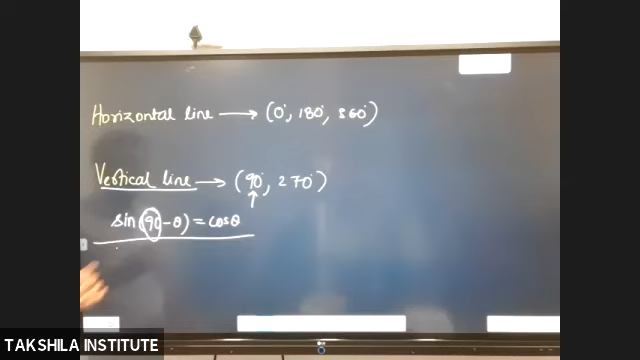 Horizontal line → (0°, 180°, 360°)
Vertical line → (90°, 270°)
sin(90-θ) = cosθ
TAKSHILA INSTITUTE